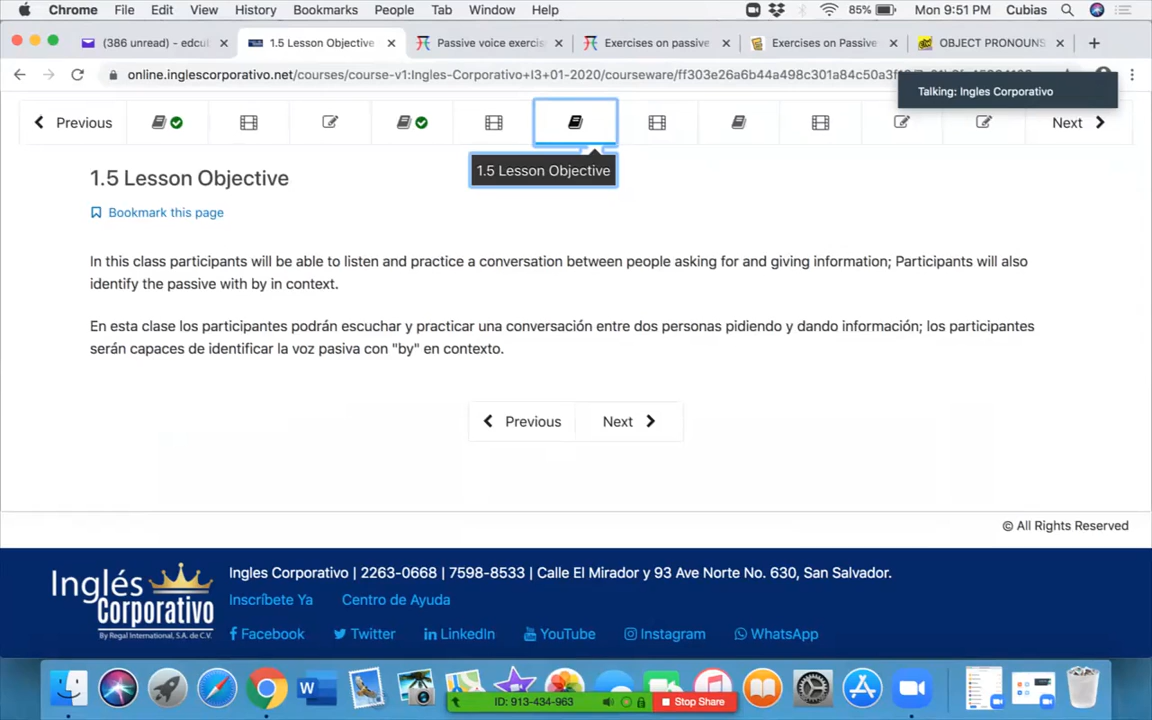 Chrome File Edit View History Bookmarks People Tab Window Help 85% Mon 9:51 PM Cubias
(386 unread) - edcut 1.5 Lesson Objective Passive voice exercis Exercises on passive Exercises on Passive OBJECT PRONOUNS
online.inglescorporativo.net/courses/course-v1:Ingles-Corporativo+I3+01-2020/courseware/ff303e26a6b44a498c301a84c50a3f
Talking: Ingles Corporativo
Previous Next
1.5 Lesson Objective
1.5 Lesson Objective
Bookmark this page
In this class participants will be able to listen and practice a conversation between people asking for and giving information; Participants will also
identify the passive with by in context.
En esta clase los participantes podrán escuchar y practicar una conversación entre dos personas pidiendo y dando información; los participantes
serán capaces de identificar la voz pasiva con "by" en contexto.
Previous Next
© All Rights Reserved
Inglés Corporativo
By Regal International, S.A. de C.V.
Ingles Corporativo | 2263-0668 | 7598-8533 | Calle El Mirador y 93 Ave Norte No. 630, San Salvador.
Inscríbete Ya Centro de Ayuda
Facebook Twitter LinkedIn YouTube Instagram WhatsApp
ID: 913-434-963 Stop Share